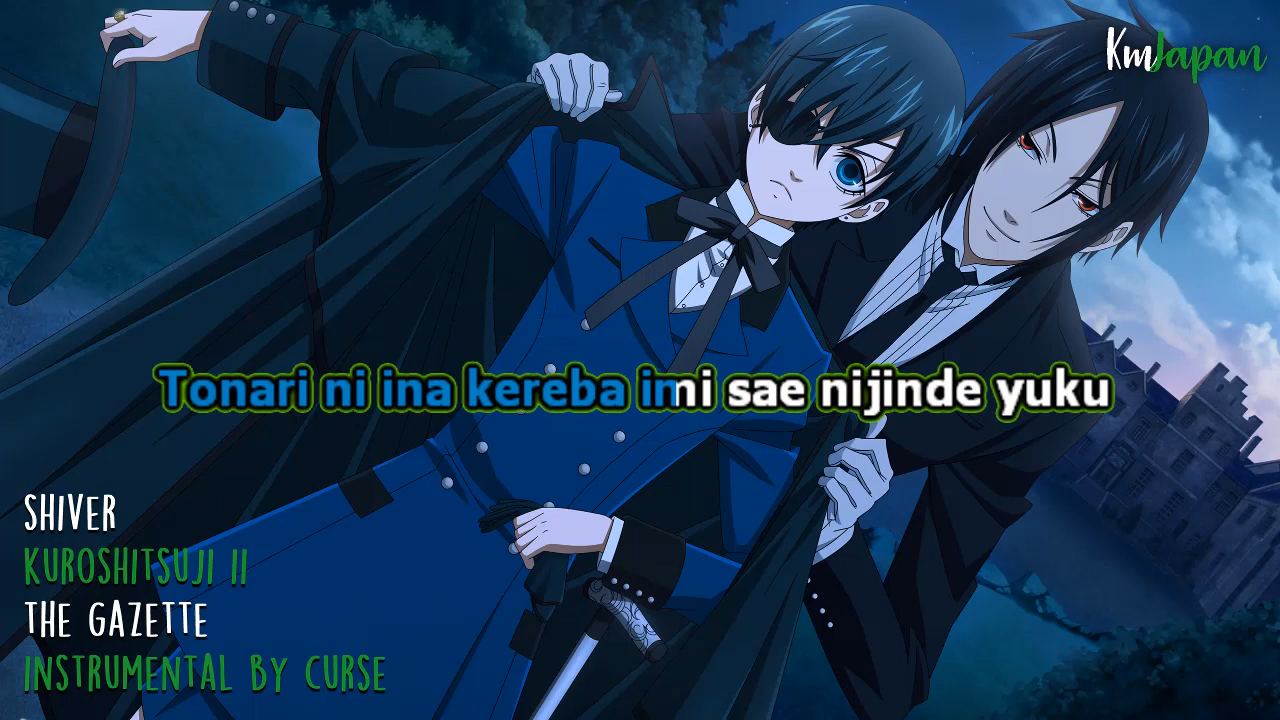 KmJapan
Tonari ni ina kereba imi sae nijinde yuku
SHIVER
KUROSHITSUJI II
THE GAZETTE
INSTRUMENTAL BY CURSE